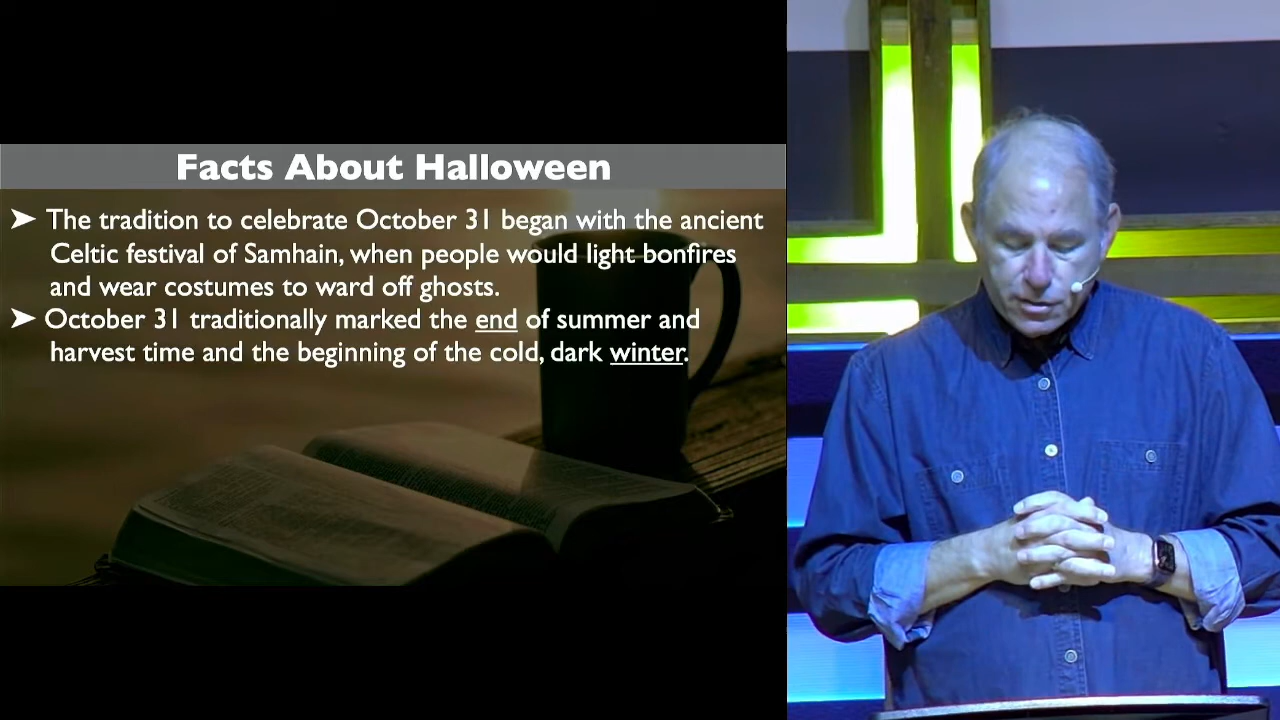 Facts About Halloween
➤ The tradition to celebrate October 31 began with the ancient
Celtic festival of Samhain, when people would light bonfires
and wear costumes to ward off ghosts.
➤ October 31 traditionally marked the end of summer and
harvest time and the beginning of the cold, dark winter.